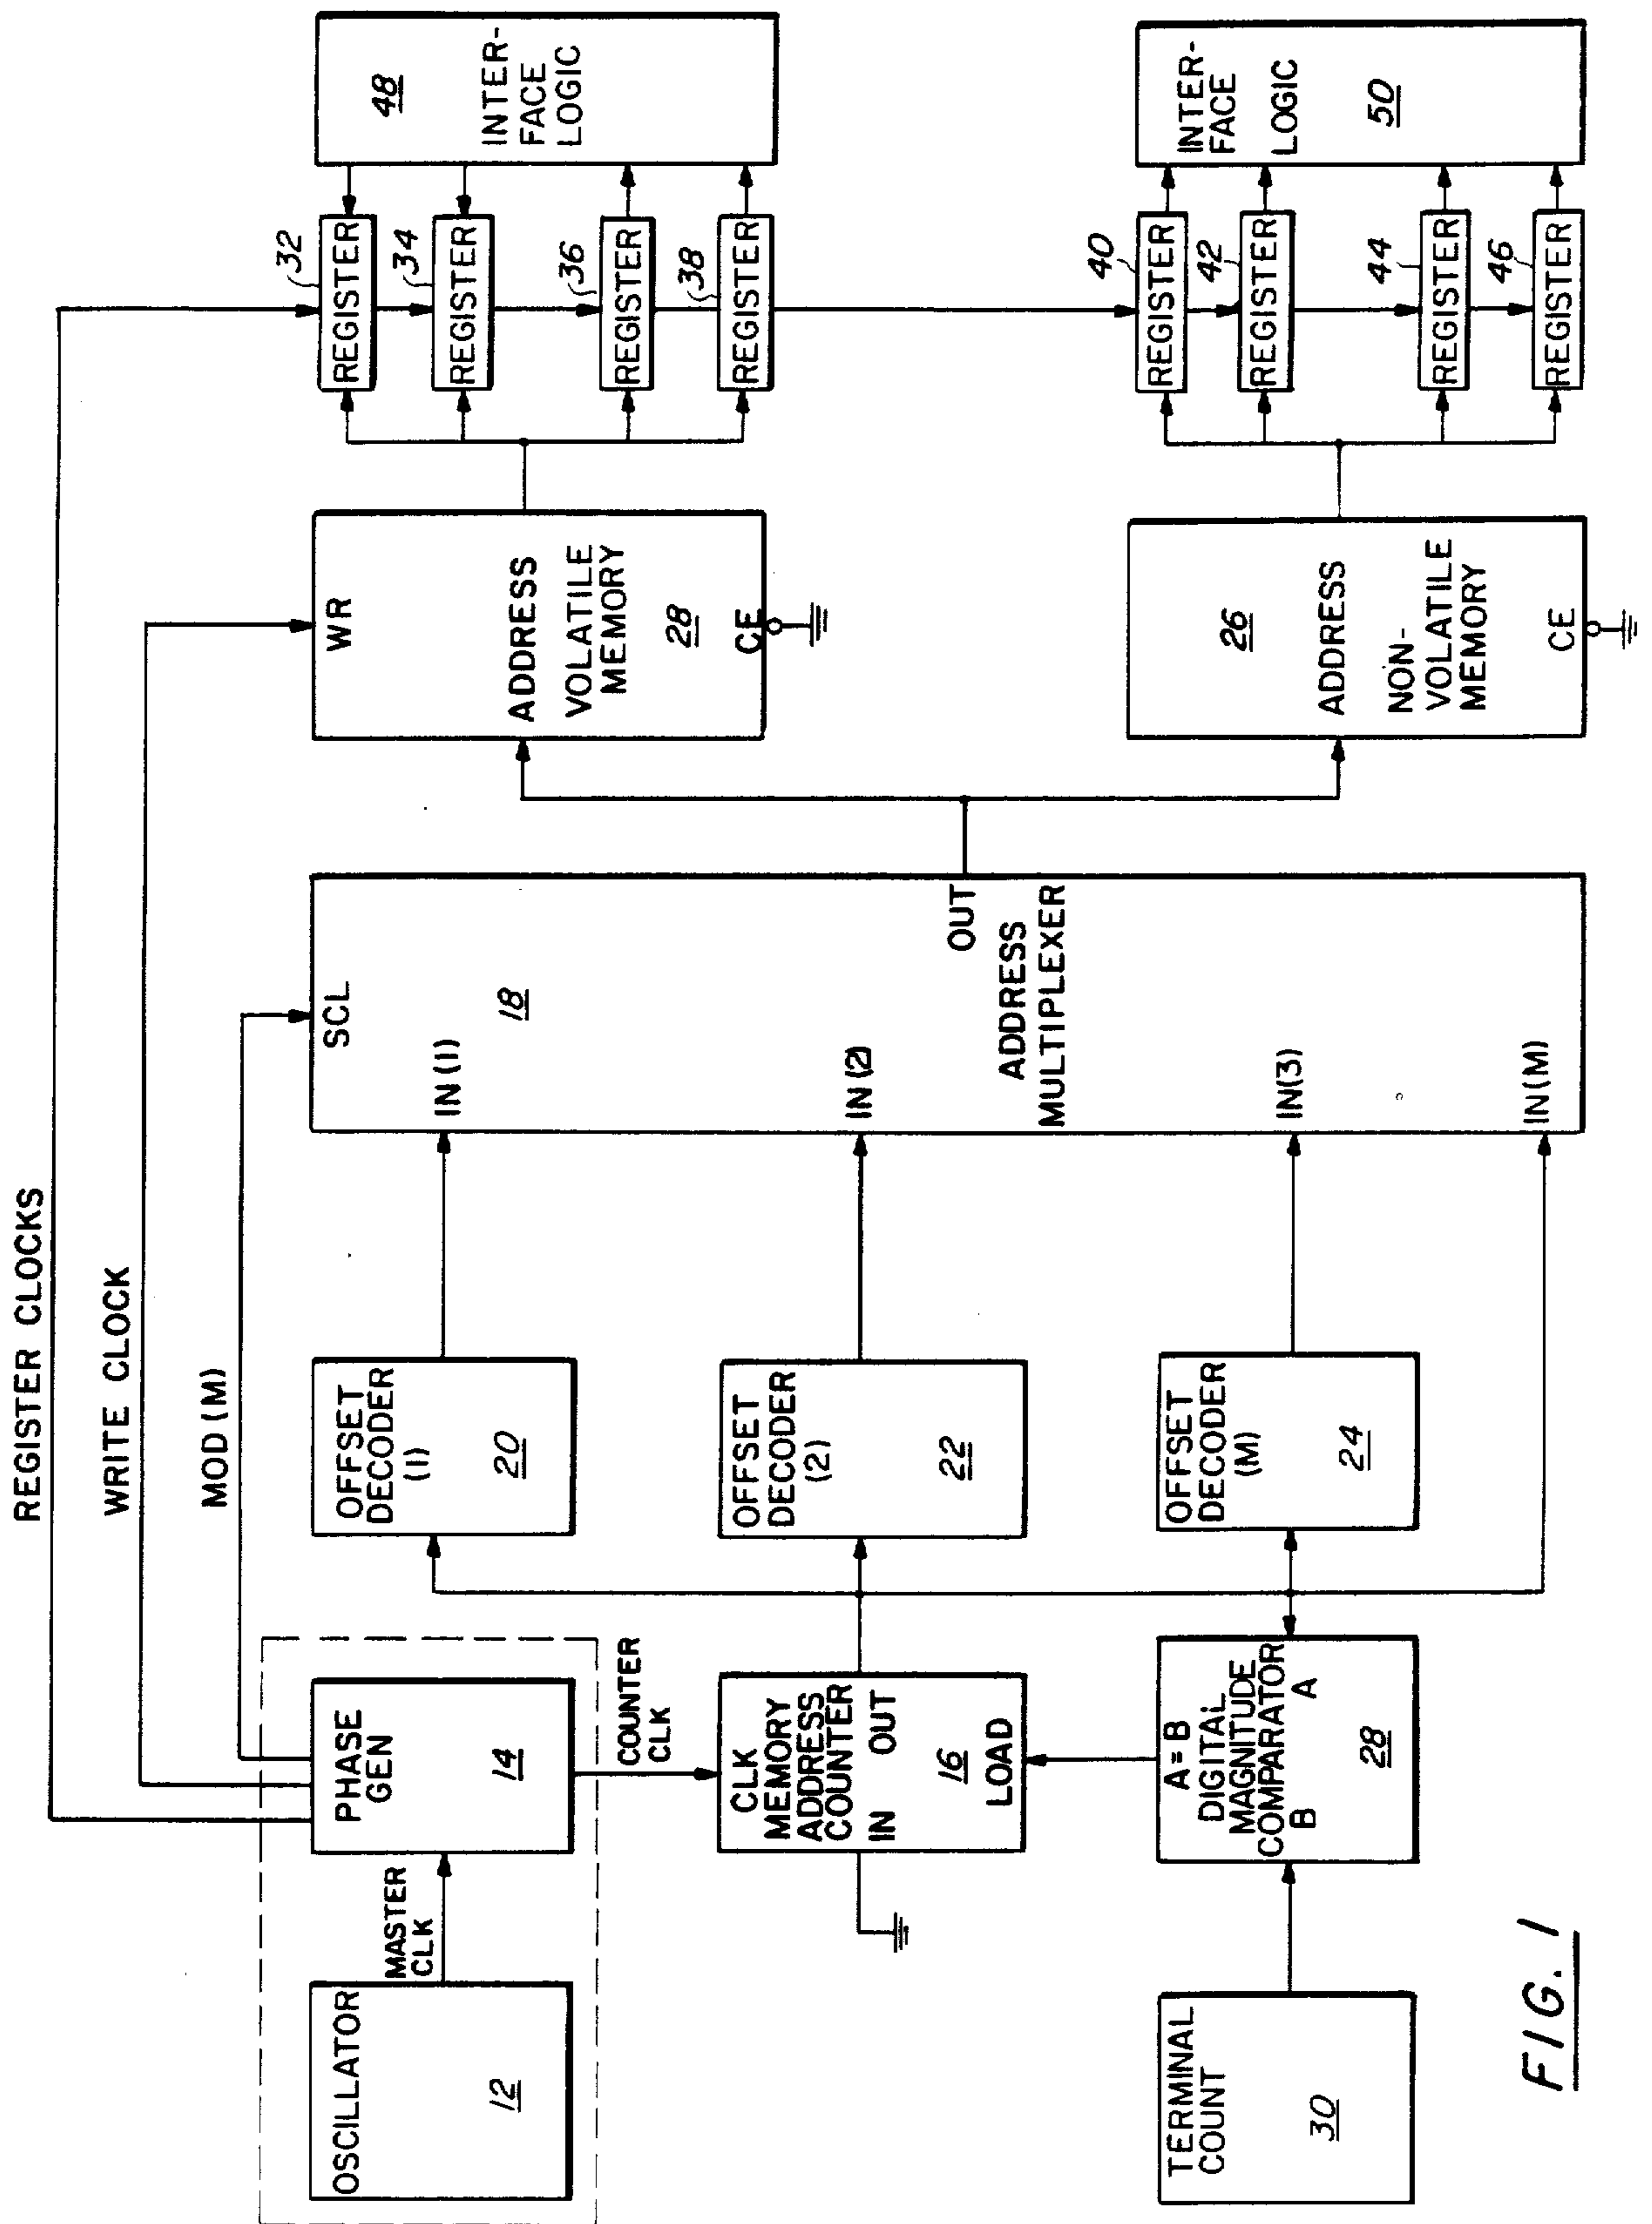 REGISTER CLOCKS
WRITE CLOCK
MOD (M)
OSCILLATOR
12
MASTER
CLK
PHASE
GEN
14
COUNTER
CLK
CLK
MEMORY
ADDRESS
COUNTER
IN OUT
16
LOAD
TERMINAL
COUNT
30
A = B
DIGITAL
MAGNITUDE
COMPARATOR
B A
28
OFFSET
DECODER
(1)
20
OFFSET
DECODER
(2)
22
OFFSET
DECODER
(M)
24
SCL
IN (1)
18
IN (2)
OUT
ADDRESS
MULTIPLEXER
IN(3)
IN(M)
WR
ADDRESS
VOLATILE
MEMORY
28
CE
26
ADDRESS
NON-
VOLATILE
MEMORY
CE
32
REGISTER
34
REGISTER
36
REGISTER
38
REGISTER
40
REGISTER
42
REGISTER
44
REGISTER
46
REGISTER
48
INTER-
FACE
LOGIC
INTER-
FACE
LOGIC
50
FIG. 1